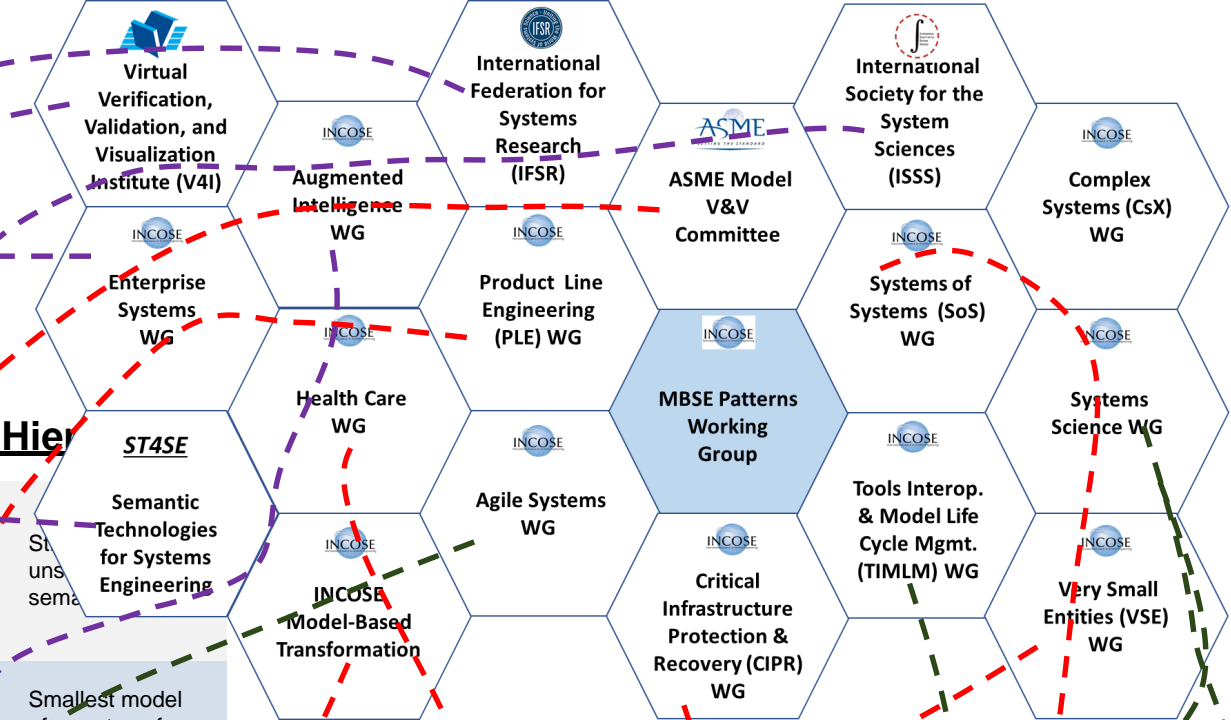 Virtual
Verification,
Validation, and
Visualization
Institute (V4I)
IFSR
International
Federation for
Systems
Research
(IFSR)
International
Society for the
System
Sciences
(ISSS)
INCOSE
Augmented
Intelligence
WG
ASME
SETTING THE STANDARD
ASME Model
V&V
Committee
INCOSE
Complex
Systems (CsX)
WG
INCOSE
Enterprise
Systems
WG
INCOSE
Product Line
Engineering
(PLE) WG
INCOSE
Systems of
Systems (SoS)
WG
INCOSE
Health Care
WG
INCOSE
MBSE Patterns
Working
Group
INCOSE
Systems
Science WG
Hier
ST4SE
Semantic
Technologies
for Systems
Engineering
INCOSE
Agile Systems
WG
INCOSE
Tools Interop.
& Model Life
Cycle Mgmt.
(TIMLM) WG
INCOSE
INCOSE
Model-Based
Transformation
INCOSE
Critical
Infrastructure
Protection &
Recovery (CIPR)
WG
INCOSE
Very Small
Entities (VSE)
WG
St
uns
sema
Smallest model